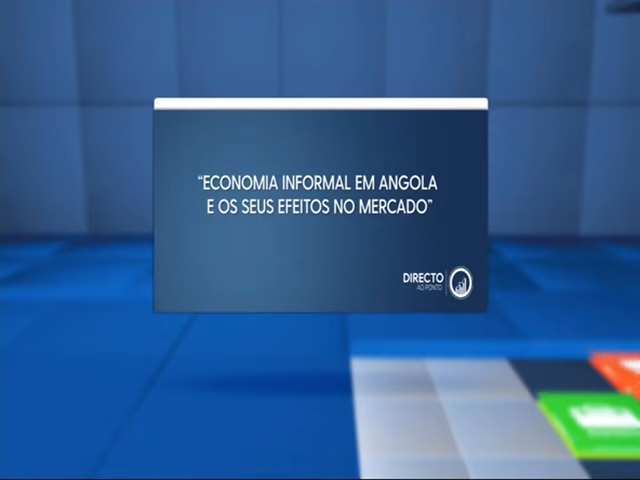 “ECONOMIA INFORMAL EM ANGOLA
E OS SEUS EFEITOS NO MERCADO”
DIRECTO
AO PONTO